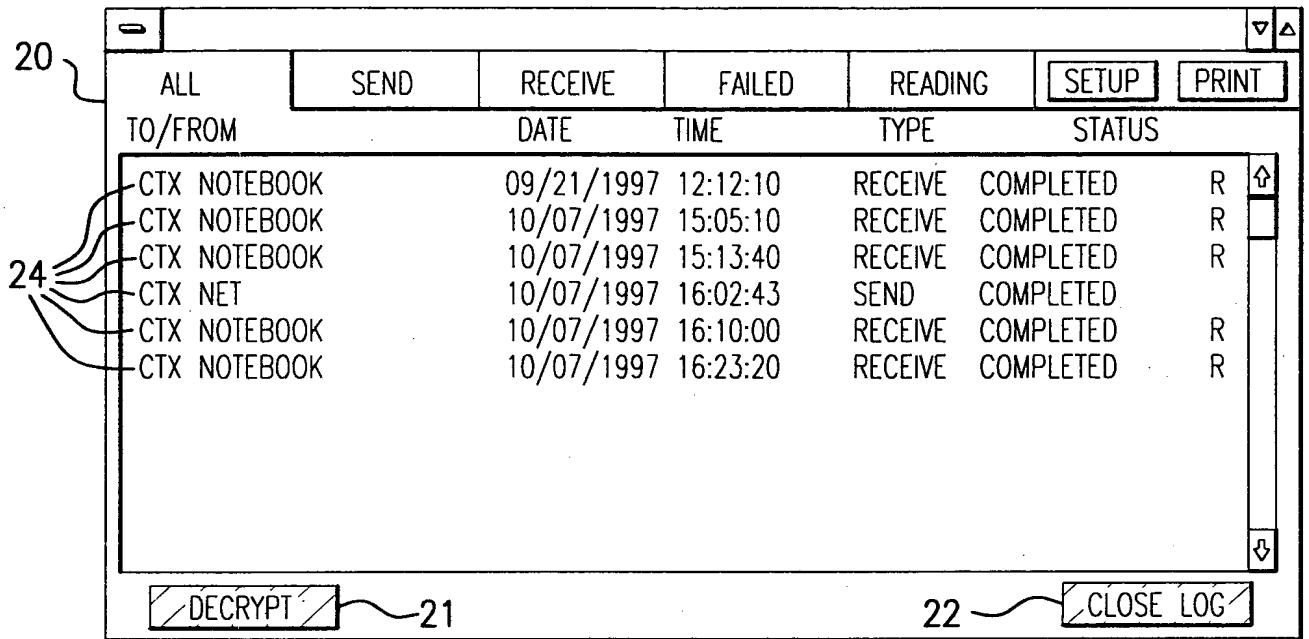 20
ALL SEND RECEIVE FAILED READING SETUP PRINT
TO/FROM DATE TIME TYPE STATUS
CTX NOTEBOOK 09/21/1997 12:12:10 RECEIVE COMPLETED R
CTX NOTEBOOK 10/07/1997 15:05:10 RECEIVE COMPLETED R
CTX NOTEBOOK 10/07/1997 15:13:40 RECEIVE COMPLETED R
24 CTX NET 10/07/1997 16:02:43 SEND COMPLETED
CTX NOTEBOOK 10/07/1997 16:10:00 RECEIVE COMPLETED R
CTX NOTEBOOK 10/07/1997 16:23:20 RECEIVE COMPLETED R
DECRYPT 21 22 CLOSE LOG